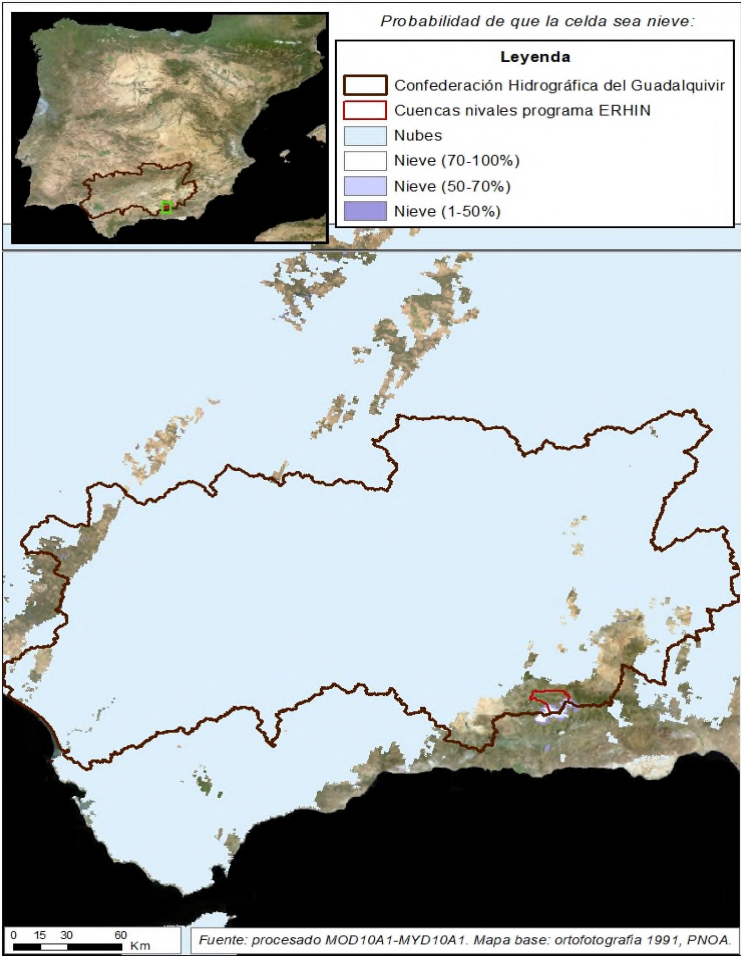 Probabilidad de que la celda sea nieve:
Leyenda
Confederación Hidrográfica del Guadalquivir
Cuencas nivales programa ERHIN
Nubes
Nieve (70-100%)
Nieve (50-70%)
Nieve (1-50%)
0 15 30 60
Km
Fuente: procesado MOD10A1-MYD10A1. Mapa base: ortofotografía 1991, PNOA.